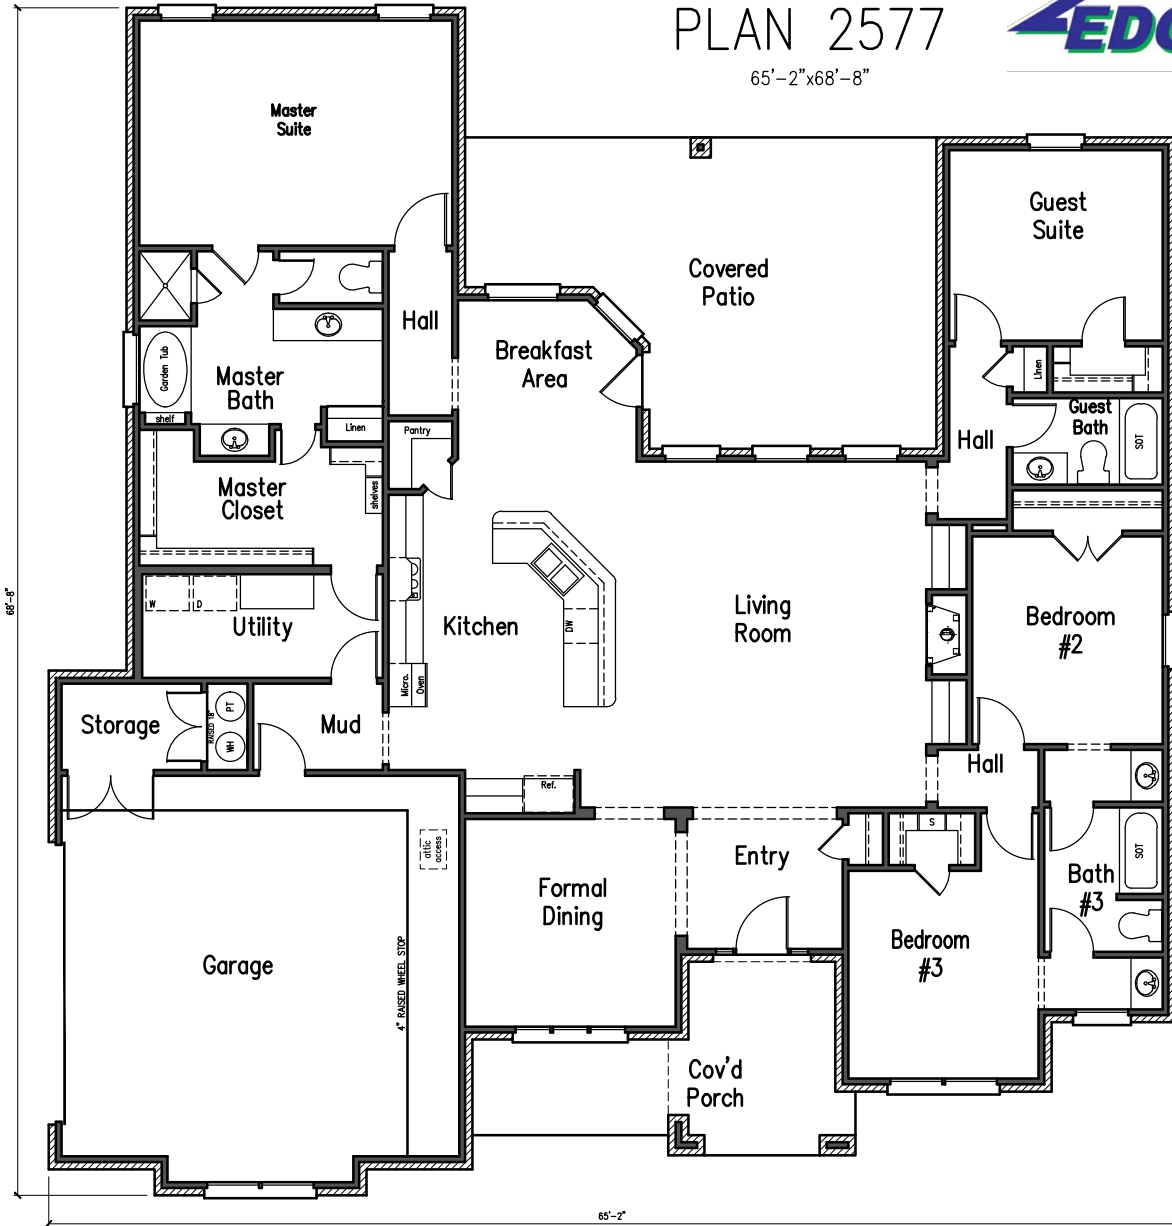 PLAN 2577
65'-2"x68'-8"
Master
Suite
Guest
Suite
Covered
Patio
Hall
Breakfast
Area
Garden Tub
Master
Bath
shelf
Linen
Pantry
Linen
Guest
Bath
SOT
Hall
Master
Closet
shelves
68'-8"
W
D
Utility
Kitchen
DW
Living
Room
Bedroom
#2
Micro.
Oven
Storage
RAISED 18"
PT
WH
Mud
Hall
Ref.
S
attic
access
Entry
Formal
Dining
SOT
Bath
#3
Bedroom
#3
Garage
4" RAISED WHEEL STOP
Cov'd
Porch
65'-2"